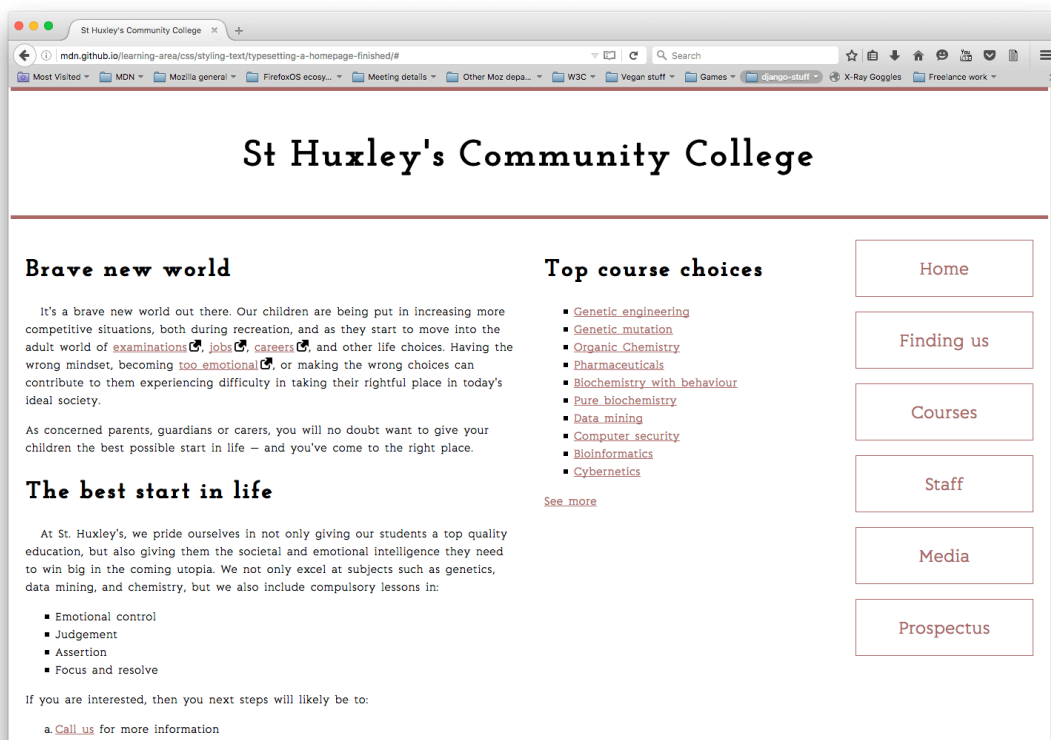 St Huxley's Community College
mdn.github.io/learning-area/css/styling-text/typesetting-a-homepage-finished/#
Search
Most Visited
MDN
Mozilla general
FirefoxOS ecosy...
Meeting details
Other Moz depa...
W3C
Vegan stuff
Games
django-stuff
X-Ray Goggles
Freelance work
St Huxley's Community College
Brave new world
It's a brave new world out there. Our children are being put in increasing more
competitive situations, both during recreation, and as they start to move into the
adult world of examinations, jobs, careers, and other life choices. Having the
wrong mindset, becoming too emotional, or making the wrong choices can
contribute to them experiencing difficulty in taking their rightful place in today's
ideal society.
As concerned parents, guardians or carers, you will no doubt want to give your
children the best possible start in life — and you've come to the right place.
The best start in life
At St. Huxley's, we pride ourselves in not only giving our students a top quality
education, but also giving them the societal and emotional intelligence they need
to win big in the coming utopia. We not only excel at subjects such as genetics,
data mining, and chemistry, but we also include compulsory lessons in:
Emotional control
Judgement
Assertion
Focus and resolve
If you are interested, then you next steps will likely be to:
a. Call us for more information
Top course choices
Genetic engineering
Genetic mutation
Organic Chemistry
Pharmaceuticals
Biochemistry with behaviour
Pure biochemistry
Data mining
Computer security
Bioinformatics
Cybernetics
See more
Home
Finding us
Courses
Staff
Media
Prospectus